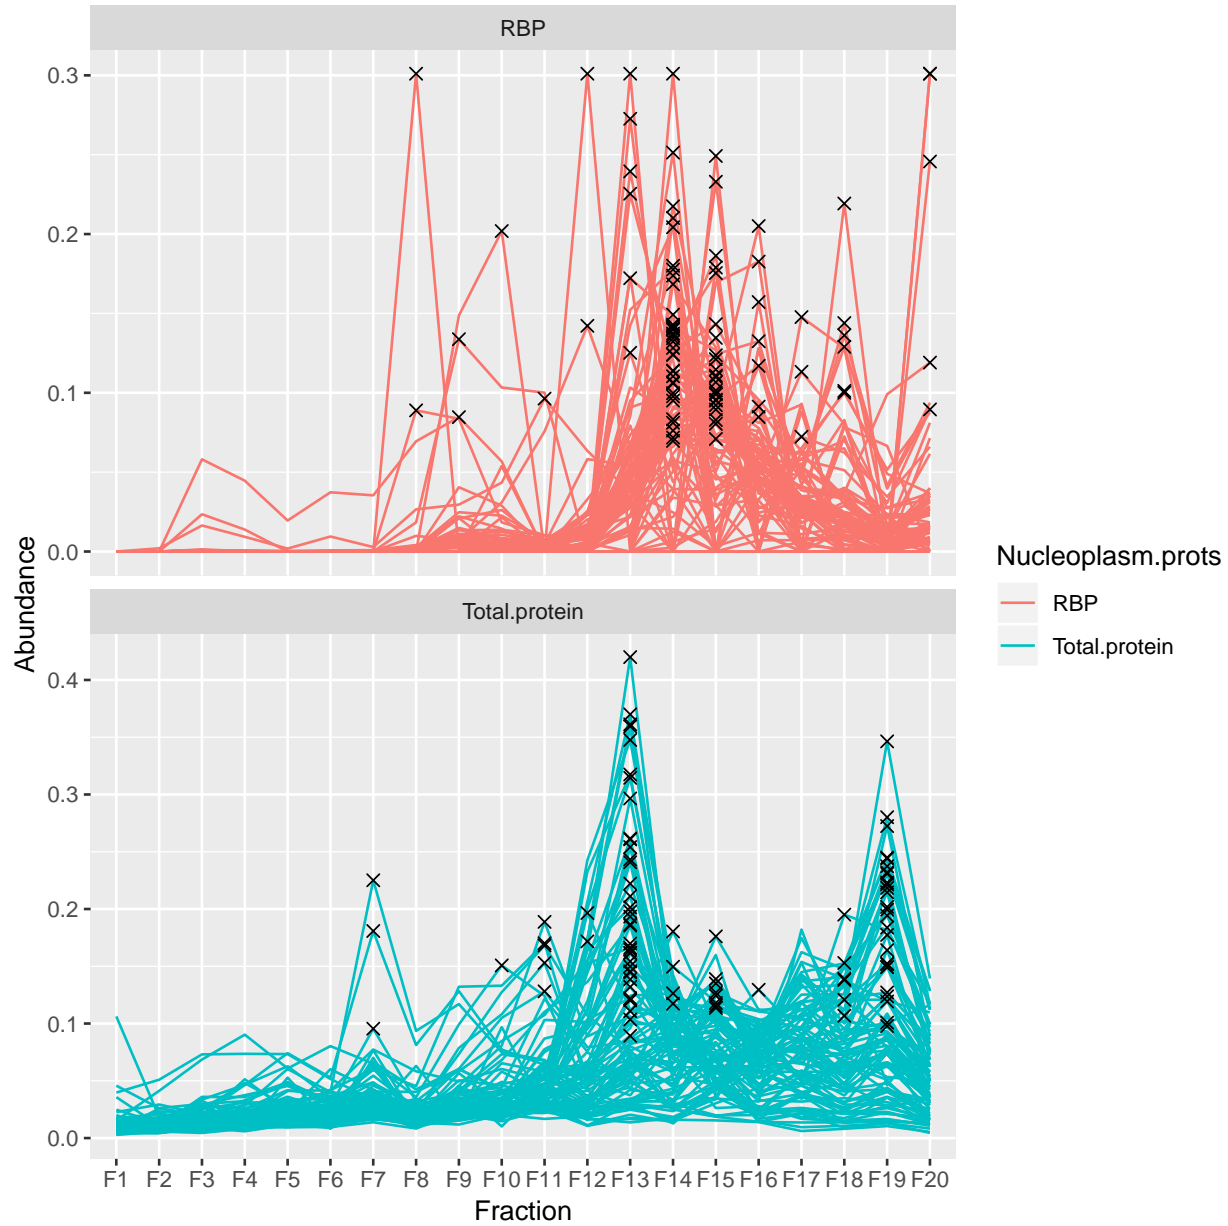 RBP
0.3
0.2
0.1
0.0
Abundance
Total.protein
0.4
0.3
0.2
0.1
0.0
F1 F2 F3 F4 F5 F6 F7 F8 F9 F10 F11 F12 F13 F14 F15 F16 F17 F18 F19 F20
Fraction
Nucleoplasm.prots
RBP
Total.protein